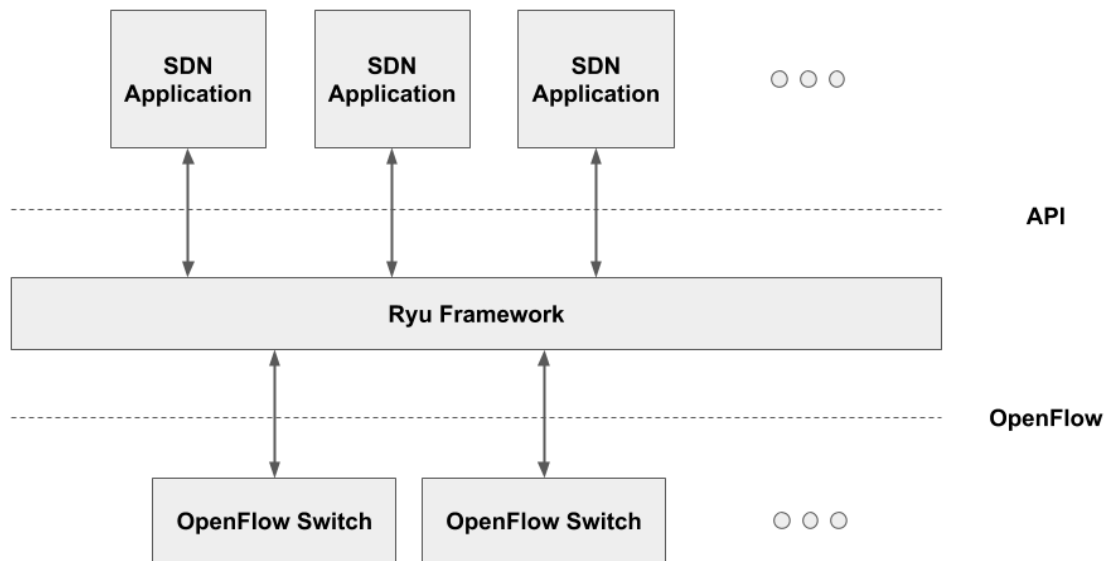 SDN
Application
SDN
Application
SDN
Application
API
Ryu Framework
OpenFlow
OpenFlow Switch
OpenFlow Switch